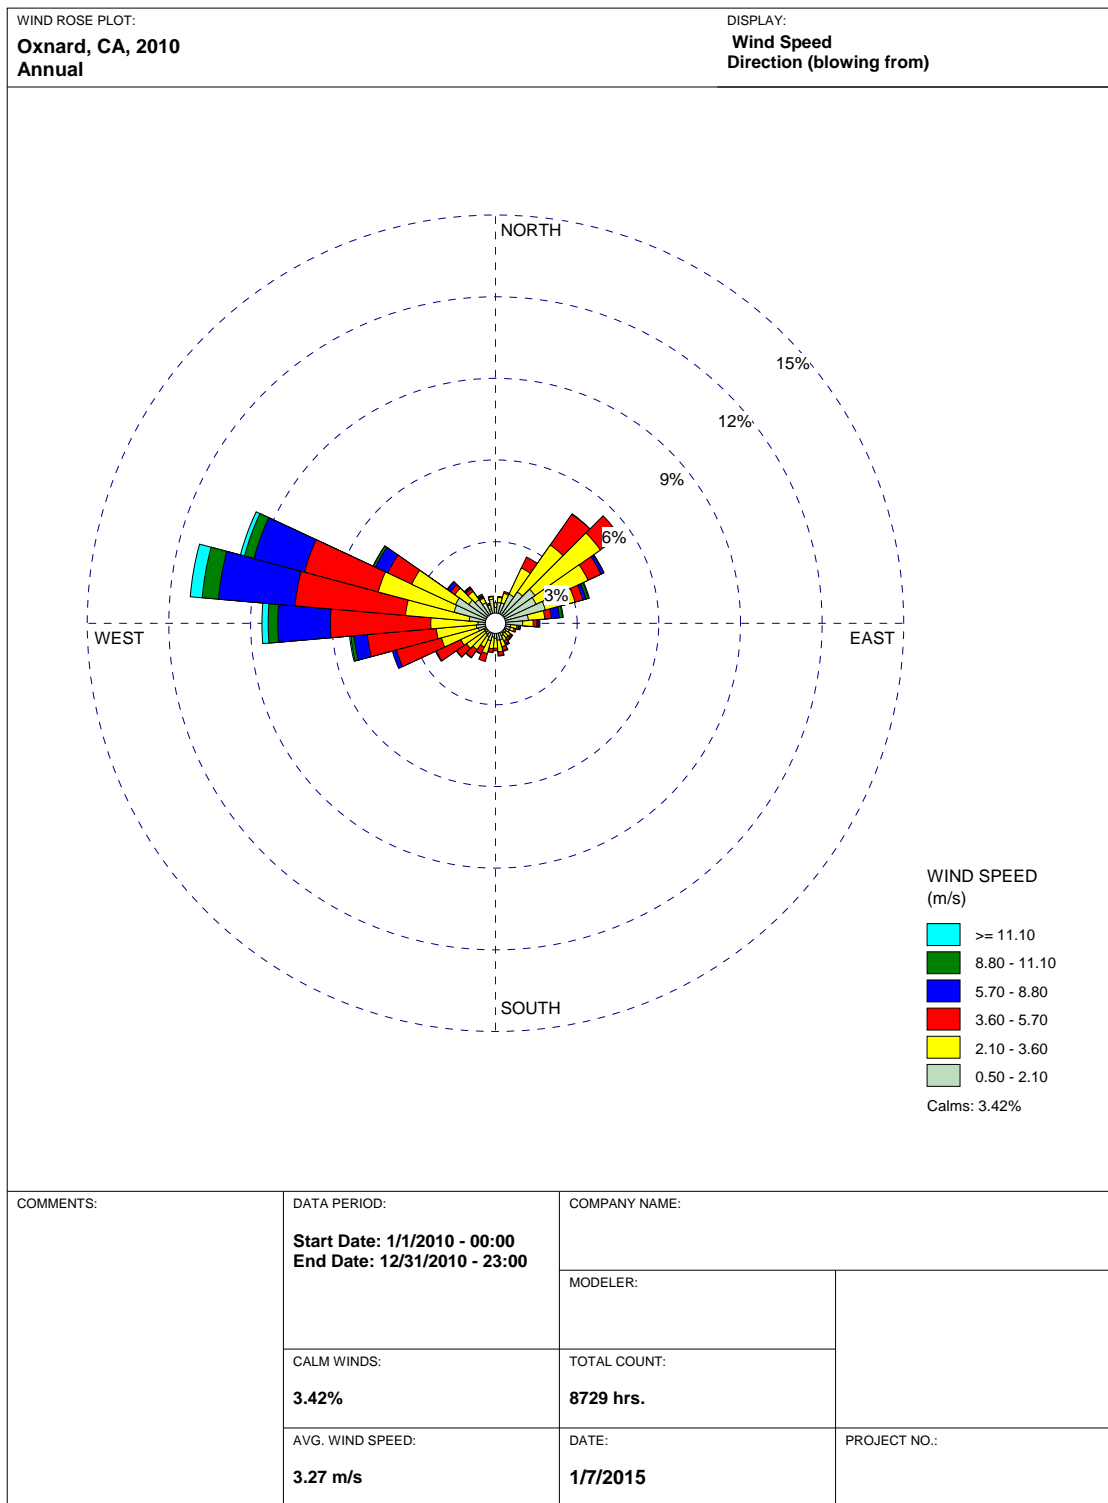 WIND ROSE PLOT:
Oxnard, CA, 2010
Annual
DISPLAY:
Wind Speed
Direction (blowing from)
NORTH
15%
12%
9%
6%
3%
WEST
EAST
SOUTH
WIND SPEED
(m/s)
>= 11.10
8.80 - 11.10
5.70 - 8.80
3.60 - 5.70
2.10 - 3.60
0.50 - 2.10
Calms: 3.42%
COMMENTS:
DATA PERIOD:
Start Date: 1/1/2010 - 00:00
End Date: 12/31/2010 - 23:00
COMPANY NAME:
MODELER:
CALM WINDS:
3.42%
TOTAL COUNT:
8729 hrs.
AVG. WIND SPEED:
3.27 m/s
DATE:
1/7/2015
PROJECT NO.: